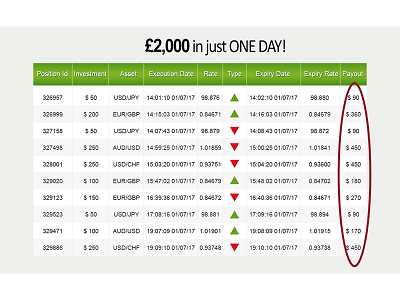 £2,000 in just ONE DAY!
Position Id Investment Asset Execution Date Rate Type Expiry Date Expiry Rate Payout
326957 $ 50 USD/JPY 14:01:10 01/07/17 98.876 14:02:10 01/07/17 98.880 $ 90
326999 $ 200 EUR/GBP 14:15:03 01/07/17 0.84671 14:16:03 01/07/17 0.84679 $ 360
327158 $ 50 USD/JPY 14:07:43 01/07/17 98.879 14:08:43 01/07/17 98.872 $ 90
327498 $ 250 AUD/USD 14:59:25 01/07/17 1.01859 15:00:25 01/07/17 1.01841 $ 450
328001 $ 250 USD/CHF 15:03:20 01/07/17 0.93751 15:04:20 01/07/17 0.93600 $ 450
329020 $ 100 EUR/GBP 15:47:02 01/07/17 0.84679 15:48:02 01/07/17 0.84702 $ 180
329123 $ 150 EUR/GBP 16:39:36 01/07/17 0.84672 16:40:36 01/07/17 0.84671 $ 270
329523 $ 50 USD/JPY 17:08:16 01/07/17 98.881 17:09:16 01/07/17 98.894 $ 90
329471 $ 100 AUD/USD 19:07:09 01/07/17 1.01901 19:08:09 01/07/17 1.01915 $ 170
329886 $ 250 USD/CHF 19:09:10 01/07/17 0.93748 19:10:10 01/07/17 0.93738 $ 450